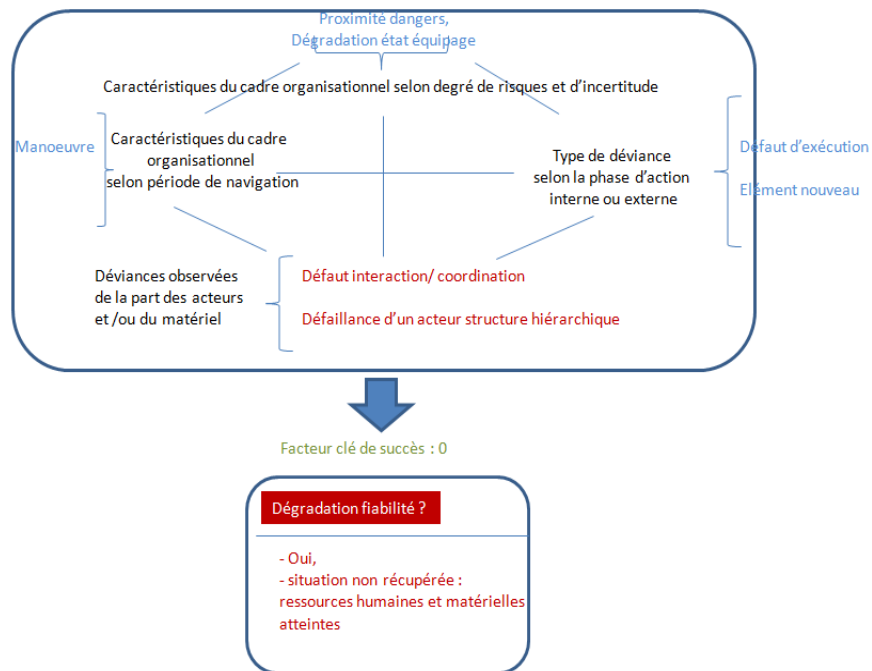 Proximité dangers,
Dégradation état équipage
Caractéristiques du cadre organisationnel selon degré de risques et d'incertitude
Manoeuvre
Caractéristiques du cadre
organisationnel
selon période de navigation
Type de déviance
selon la phase d'action
interne ou externe
Défaut d'exécution
Elément nouveau
Déviances observées
de la part des acteurs
et /ou du matériel
Défaut interaction/ coordination
Défaillance d'un acteur structure hiérarchique
Facteur clé de succès : 0
Dégradation fiabilité ?
- Oui,
- situation non récupérée :
ressources humaines et matérielles
atteintes